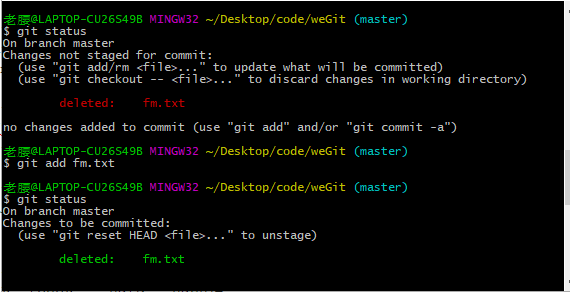 老腰@LAPTOP-CU26S49B MINGW32 ~/Desktop/code/weGit (master)
$ git status
On branch master
Changes not staged for commit:
  (use "git add/rm <file>..." to update what will be committed)
  (use "git checkout -- <file>..." to discard changes in working directory)
        deleted:    fm.txt
no changes added to commit (use "git add" and/or "git commit -a")
老腰@LAPTOP-CU26S49B MINGW32 ~/Desktop/code/weGit (master)
$ git add fm.txt
老腰@LAPTOP-CU26S49B MINGW32 ~/Desktop/code/weGit (master)
$ git status
On branch master
Changes to be committed:
  (use "git reset HEAD <file>..." to unstage)
        deleted:    fm.txt